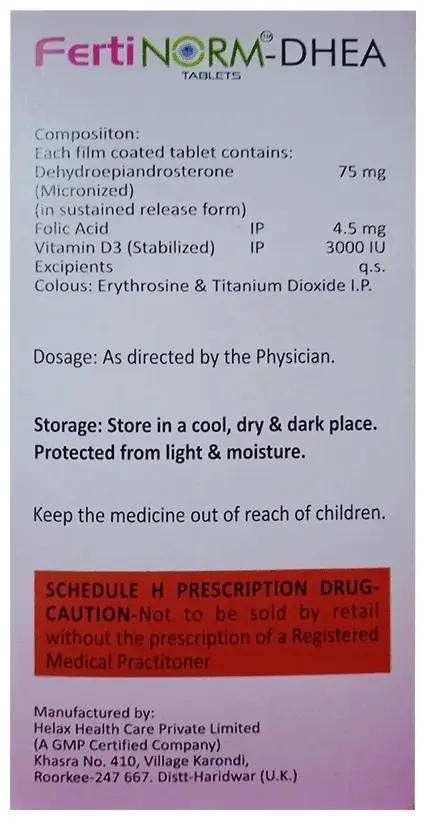 FertiNORM-DHEA
TM
TABLETS
Composiiton:
Each film coated tablet contains:
Dehydroepiandrosterone 75 mg
(Micronized)
(in sustained release form)
Folic Acid IP 4.5 mg
Vitamin D3 (Stabilized) IP 3000 IU
Excipients q.s.
Colous: Erythrosine & Titanium Dioxide I.P.
Dosage: As directed by the Physician.
Storage: Store in a cool, dry & dark place.
Protected from light & moisture.
Keep the medicine out of reach of children.
SCHEDULE H PRESCRIPTION DRUG-
CAUTION-Not to be sold by retail
without the prescription of a Registered
Medical Practitoner
Manufactured by:
Helax Health Care Private Limited
(A GMP Certified Company)
Khasra No. 410, Village Karondi,
Roorkee-247 667. Distt-Haridwar (U.K.)